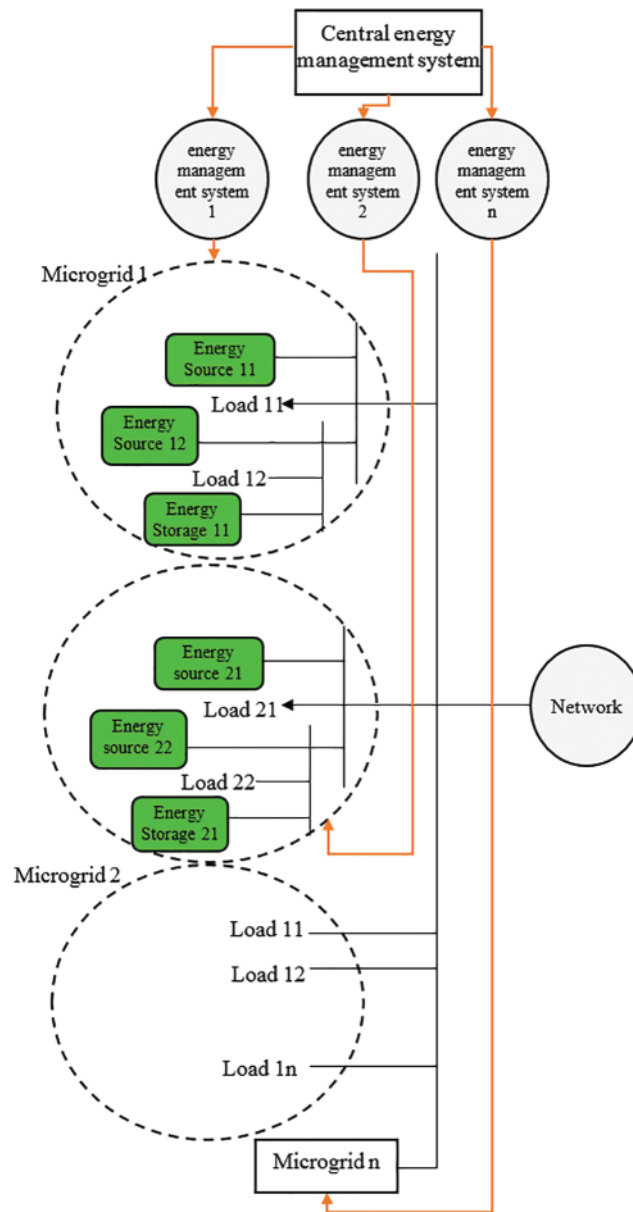 Central energy
management system
energy
managem
ent system
1
energy
managem
ent system
2
energy
managem
ent system
n
Microgrid 1
Energy
Source 11
Load 11
Energy
Source 12
Load 12
Energy
Storage 11
Energy
source 21
Load 21
Network
Energy
source 22
Load 22
Energy
Storage 21
Microgrid 2
Load 11
Load 12
Load 1n
Microgrid n